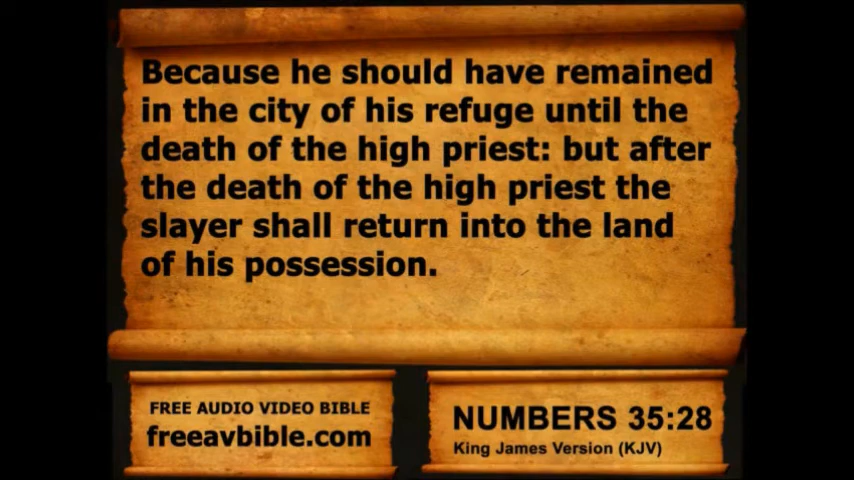 Because he should have remained
in the city of his refuge until the
death of the high priest: but after
the death of the high priest the
slayer shall return into the land
of his possession.
FREE AUDIO VIDEO BIBLE
freeavbible.com
NUMBERS 35:28
King James Version (KJV)